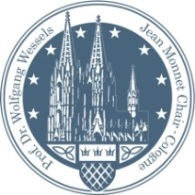 Prof. Dr. Wolfgang Wessels
Jean Monnet Chair · Cologne